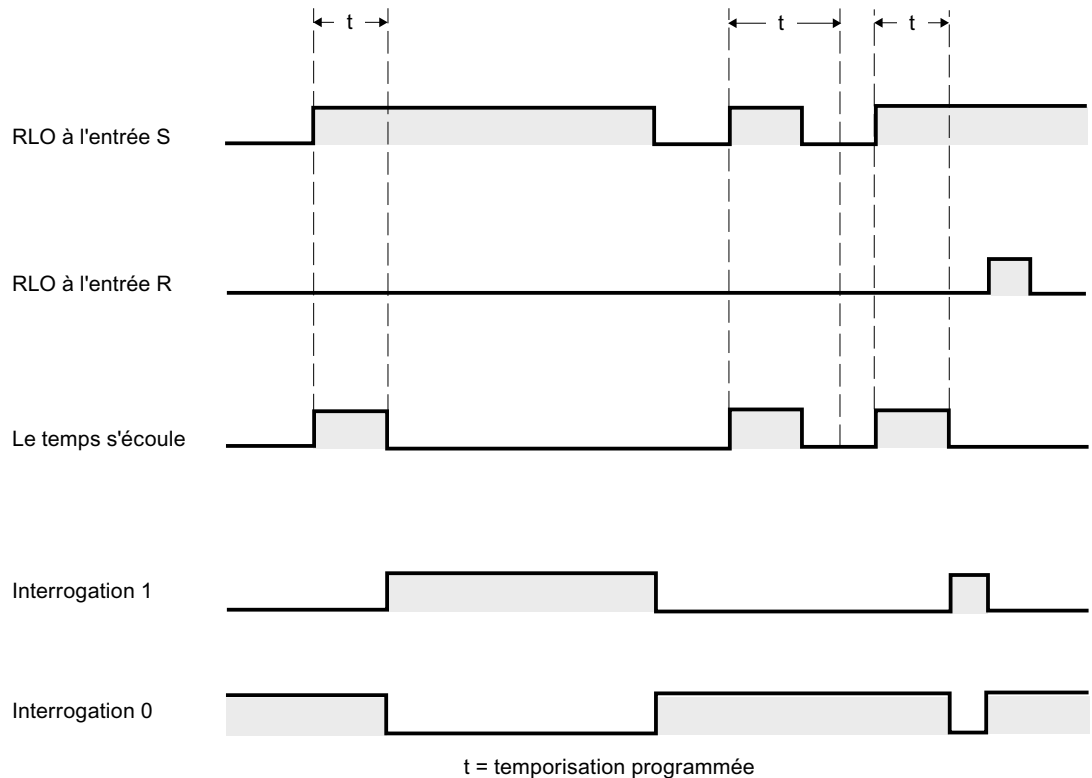 t
t
t
RLO à l'entrée S
RLO à l'entrée R
Le temps s'écoule
Interrogation 1
Interrogation 0
t = temporisation programmée